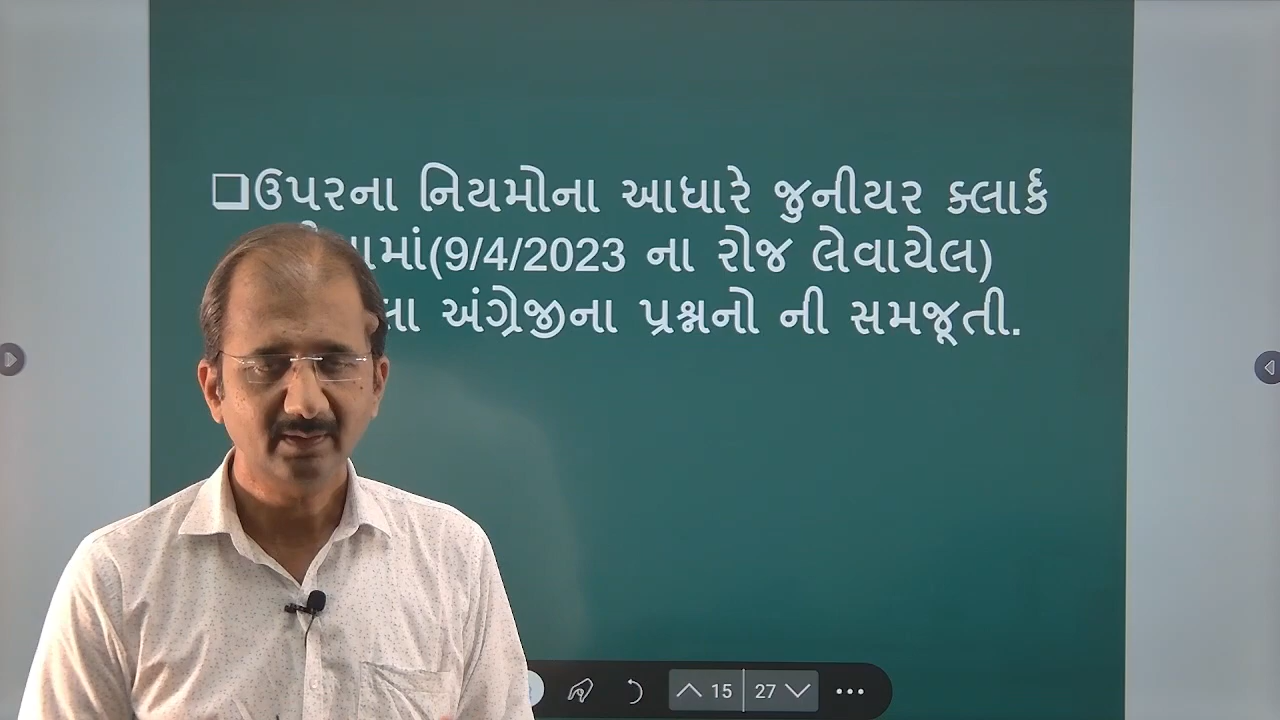 ઉપરના નિયમોના આધારે જુનીયર ક્લાર્ક
(9/4/2023 ના રોજ લેવાયેલ)
અંગ્રેજીના પ્રશ્નનો ની સમજૂતી.
15 27